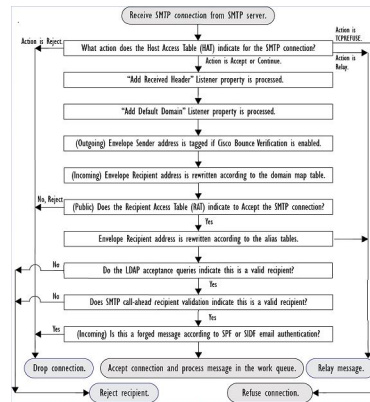 Receive SMTP connection from SMTP server.
Action is Reject.
What action does the Host Access Table (HAT) indicate for the SMTP connection?
Action is
TCPREFUSE.
Action is
Relay.
Action is Accept or Continue.
"Add Received Header" Listener property is processed.
"Add Default Domain" Listener property is processed.
(Outgoing) Envelope Sender address is tagged if Cisco Bounce Verification is enabled.
(Incoming) Envelope Recipient address is rewritten according to the domain map table.
No, Reject
(Public) Does the Recipient Access Table (RAT) indicate to Accept the SMTP connection?
Yes
Envelope Recipient address is rewritten according to the alias tables.
No
Do the LDAP acceptance queries indicate this is a valid recipient?
Yes
No
Does SMTP call-ahead recipient validation indicate this is a valid recipient?
Yes
Yes
(Incoming) Is this a forged message according to SPF or SIDF email authentication?
Drop connection.
Accept connection and process message in the work queue.
Relay message.
Reject recipient.
Refuse connection.